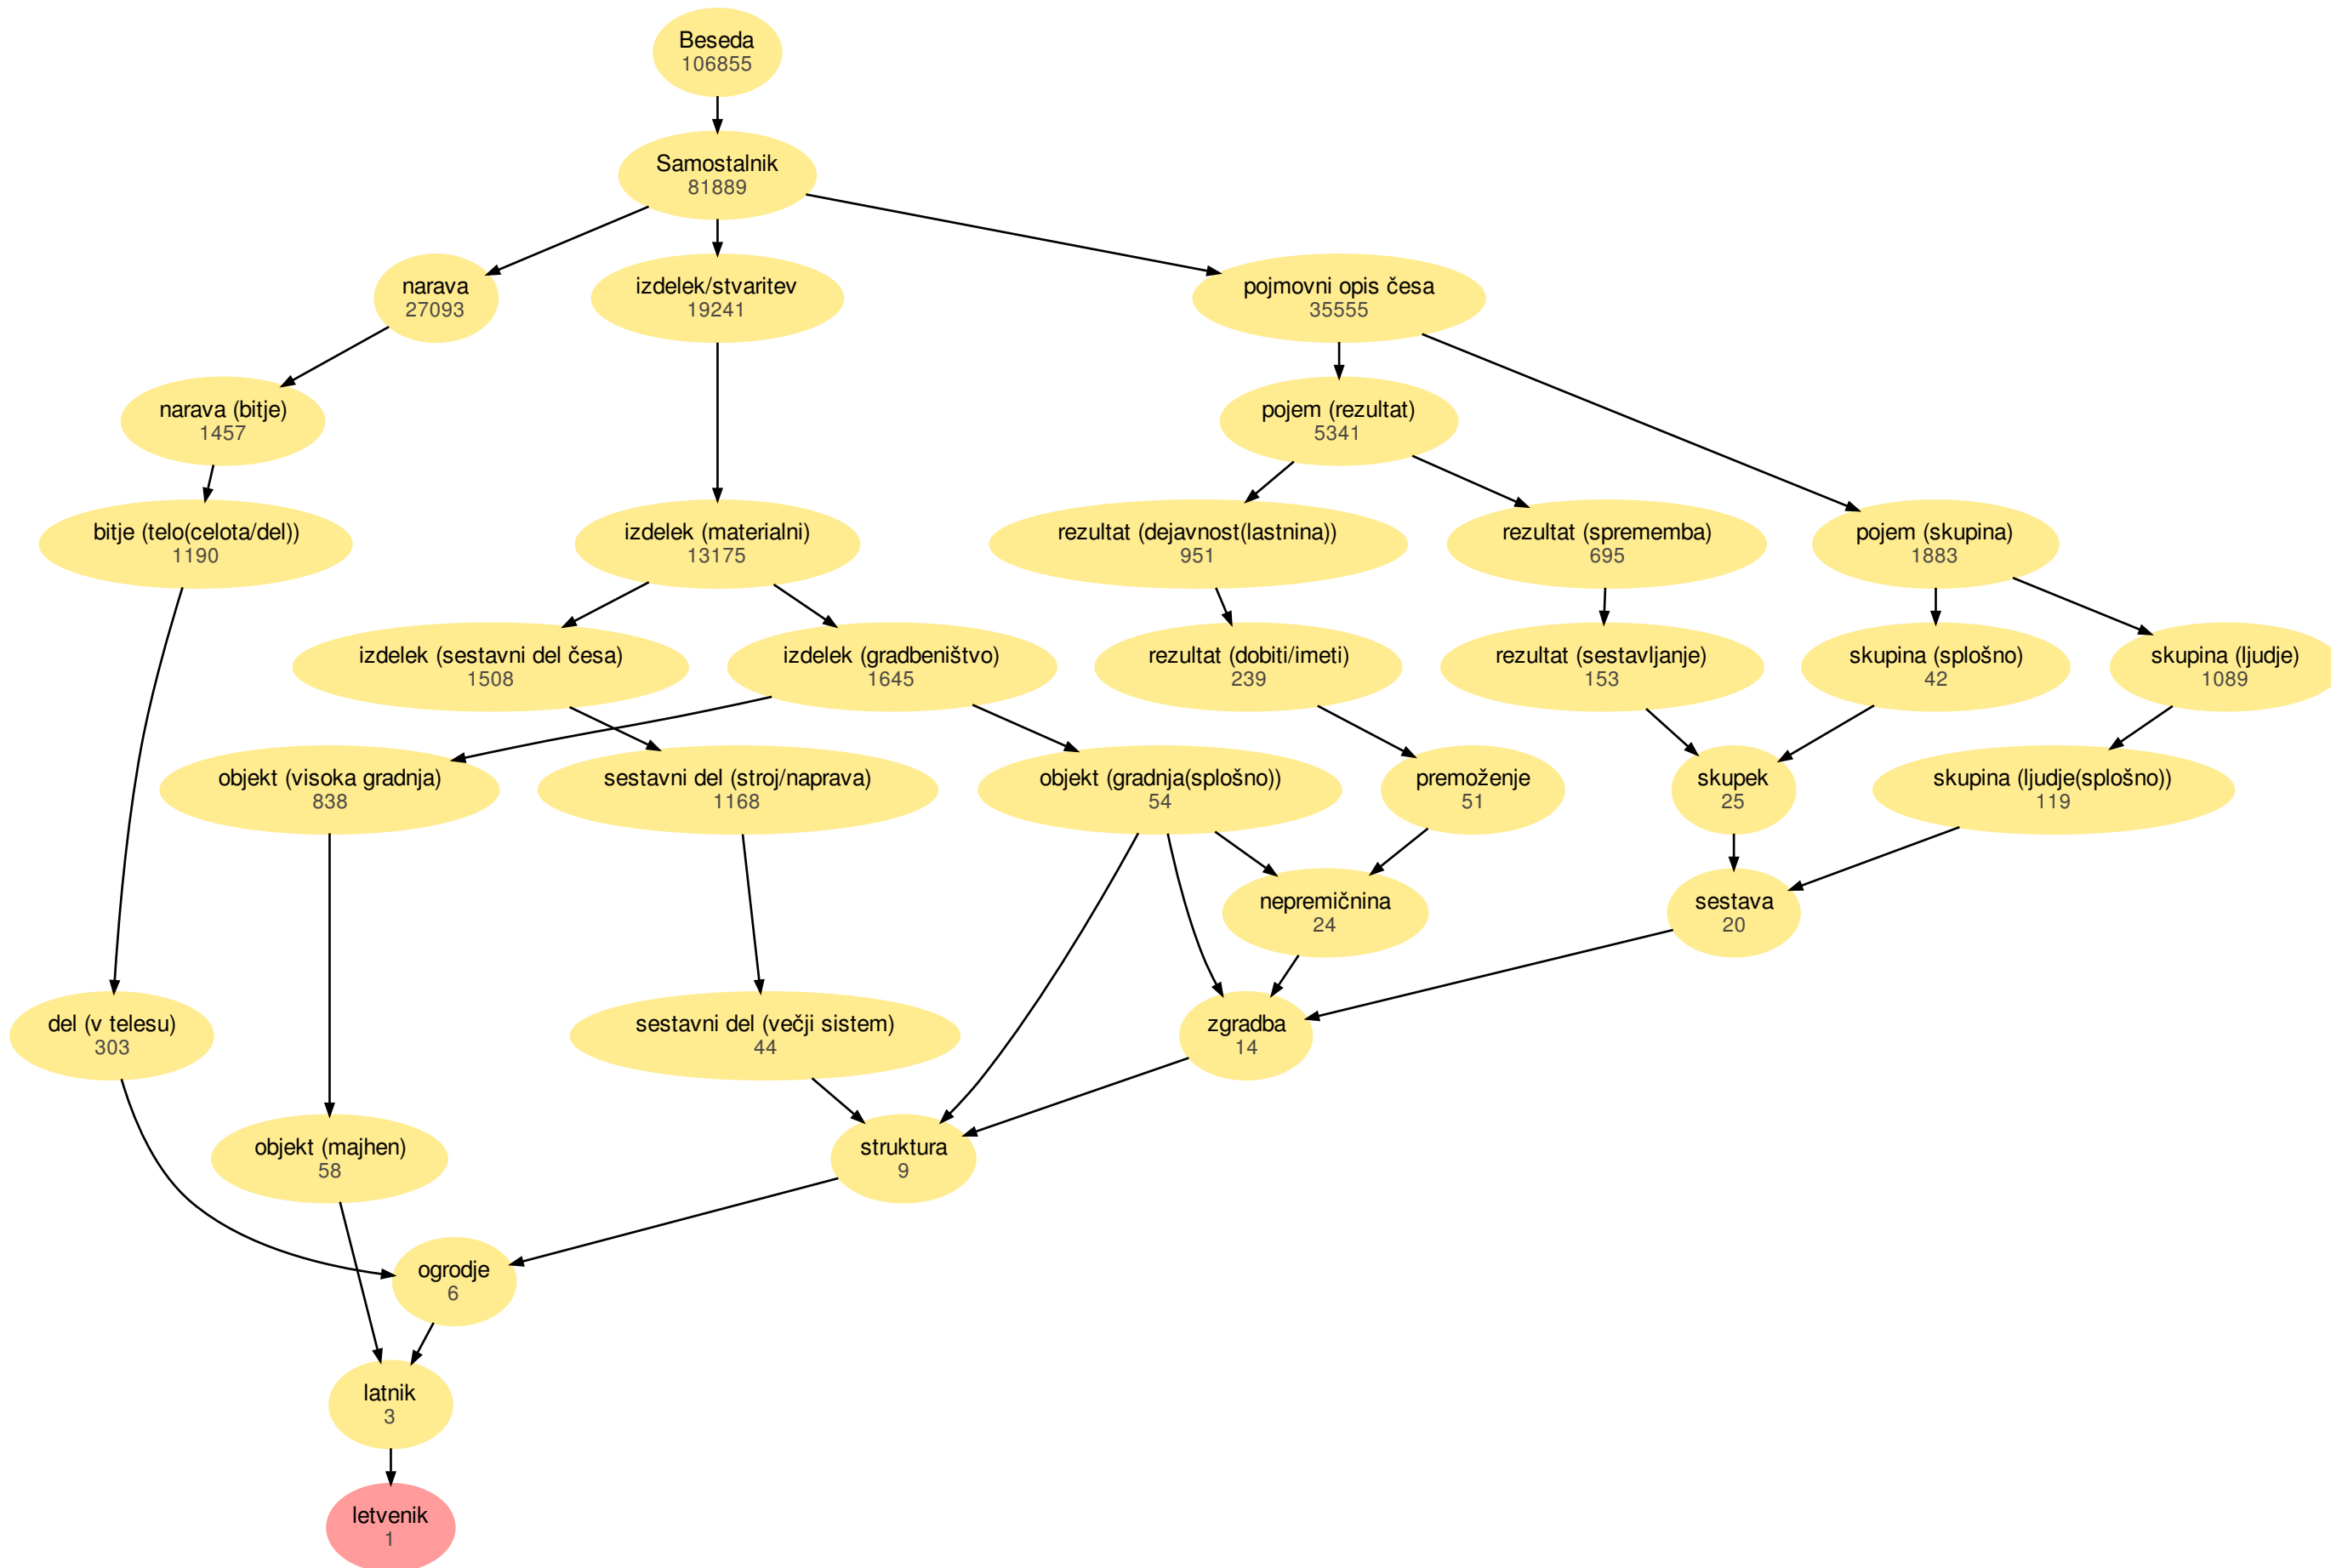 Beseda
106855
Samostalnik
81889
narava
27093
izdelek/stvaritev
19241
pojmovni opis česa
35555
narava (bitje)
1457
pojem (rezultat)
5341
bitje (telo(celota/del))
1190
izdelek (materialni)
13175
rezultat (dejavnost(lastnina))
951
rezultat (sprememba)
695
pojem (skupina)
1883
izdelek (sestavni del česa)
1508
izdelek (gradbeništvo)
1645
rezultat (dobiti/imeti)
239
rezultat (sestavljanje)
153
skupina (splošno)
42
skupina (ljudje)
1089
objekt (visoka gradnja)
838
sestavni del (stroj/naprava)
1168
objekt (gradnja(splošno))
54
premoženje
51
skupek
25
skupina (ljudje(splošno))
119
nepremičnina
24
sestava
20
del (v telesu)
303
sestavni del (večji sistem)
44
zgradba
14
objekt (majhen)
58
struktura
9
ogrodje
6
latnik
3
letvenik
1